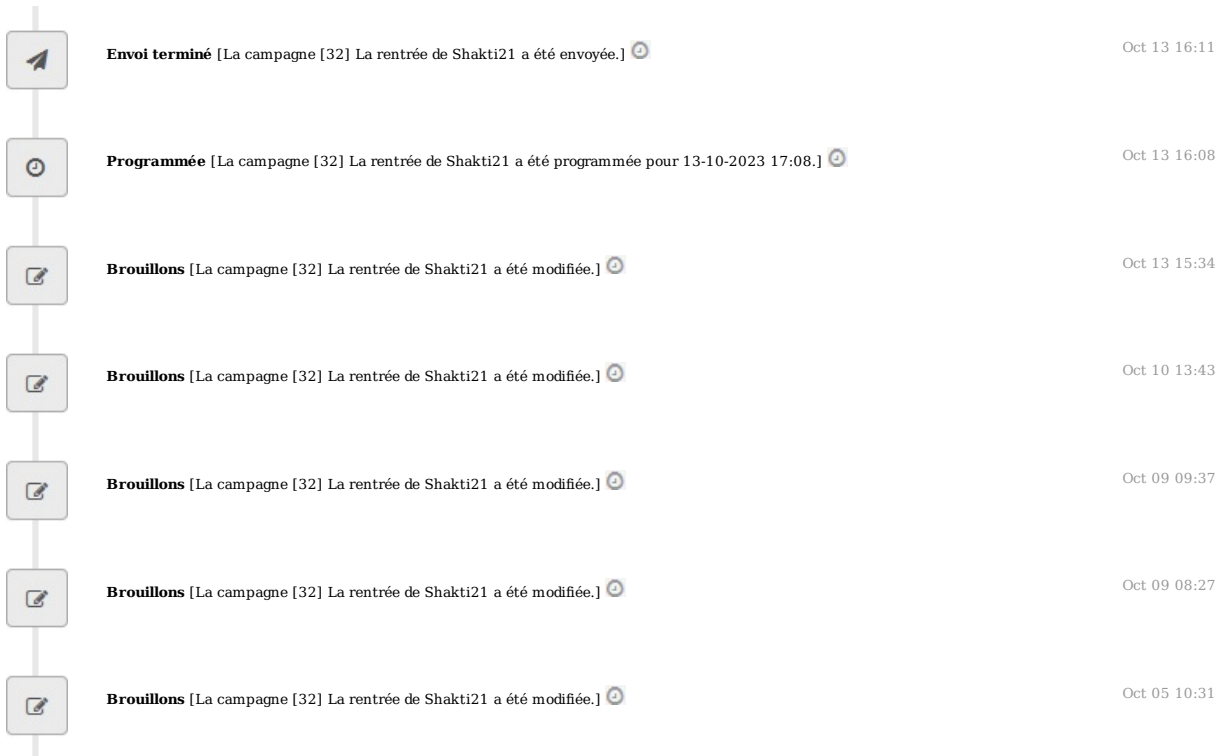 Envoi terminé [La campagne [32] La rentrée de Shakti21 a été envoyée.] Oct 13 16:11
Programmée [La campagne [32] La rentrée de Shakti21 a été programmée pour 13-10-2023 17:08.] Oct 13 16:08
Brouillons [La campagne [32] La rentrée de Shakti21 a été modifiée.] Oct 13 15:34
Brouillons [La campagne [32] La rentrée de Shakti21 a été modifiée.] Oct 10 13:43
Brouillons [La campagne [32] La rentrée de Shakti21 a été modifiée.] Oct 09 09:37
Brouillons [La campagne [32] La rentrée de Shakti21 a été modifiée.] Oct 09 08:27
Brouillons [La campagne [32] La rentrée de Shakti21 a été modifiée.] Oct 05 10:31